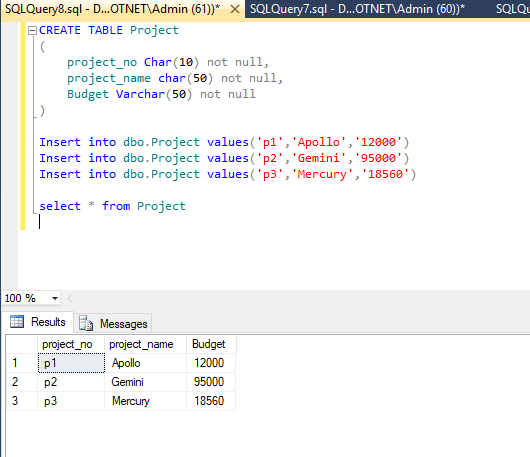 SQLQuery8.sql - D...OTNET\Admin (61))* SQLQuery7.sql - D...OTNET\Admin (60))* SQLQ
CREATE TABLE Project
(
project_no Char(10) not null,
project_name char(50) not null,
Budget Varchar(50) not null
)
Insert into dbo.Project values('p1','Apollo','12000')
Insert into dbo.Project values('p2','Gemini','95000')
Insert into dbo.Project values('p3','Mercury','18560')
select * from Project
100 %
Results Messages
project_no project_name Budget
1 p1 Apollo 12000
2 p2 Gemini 95000
3 p3 Mercury 18560